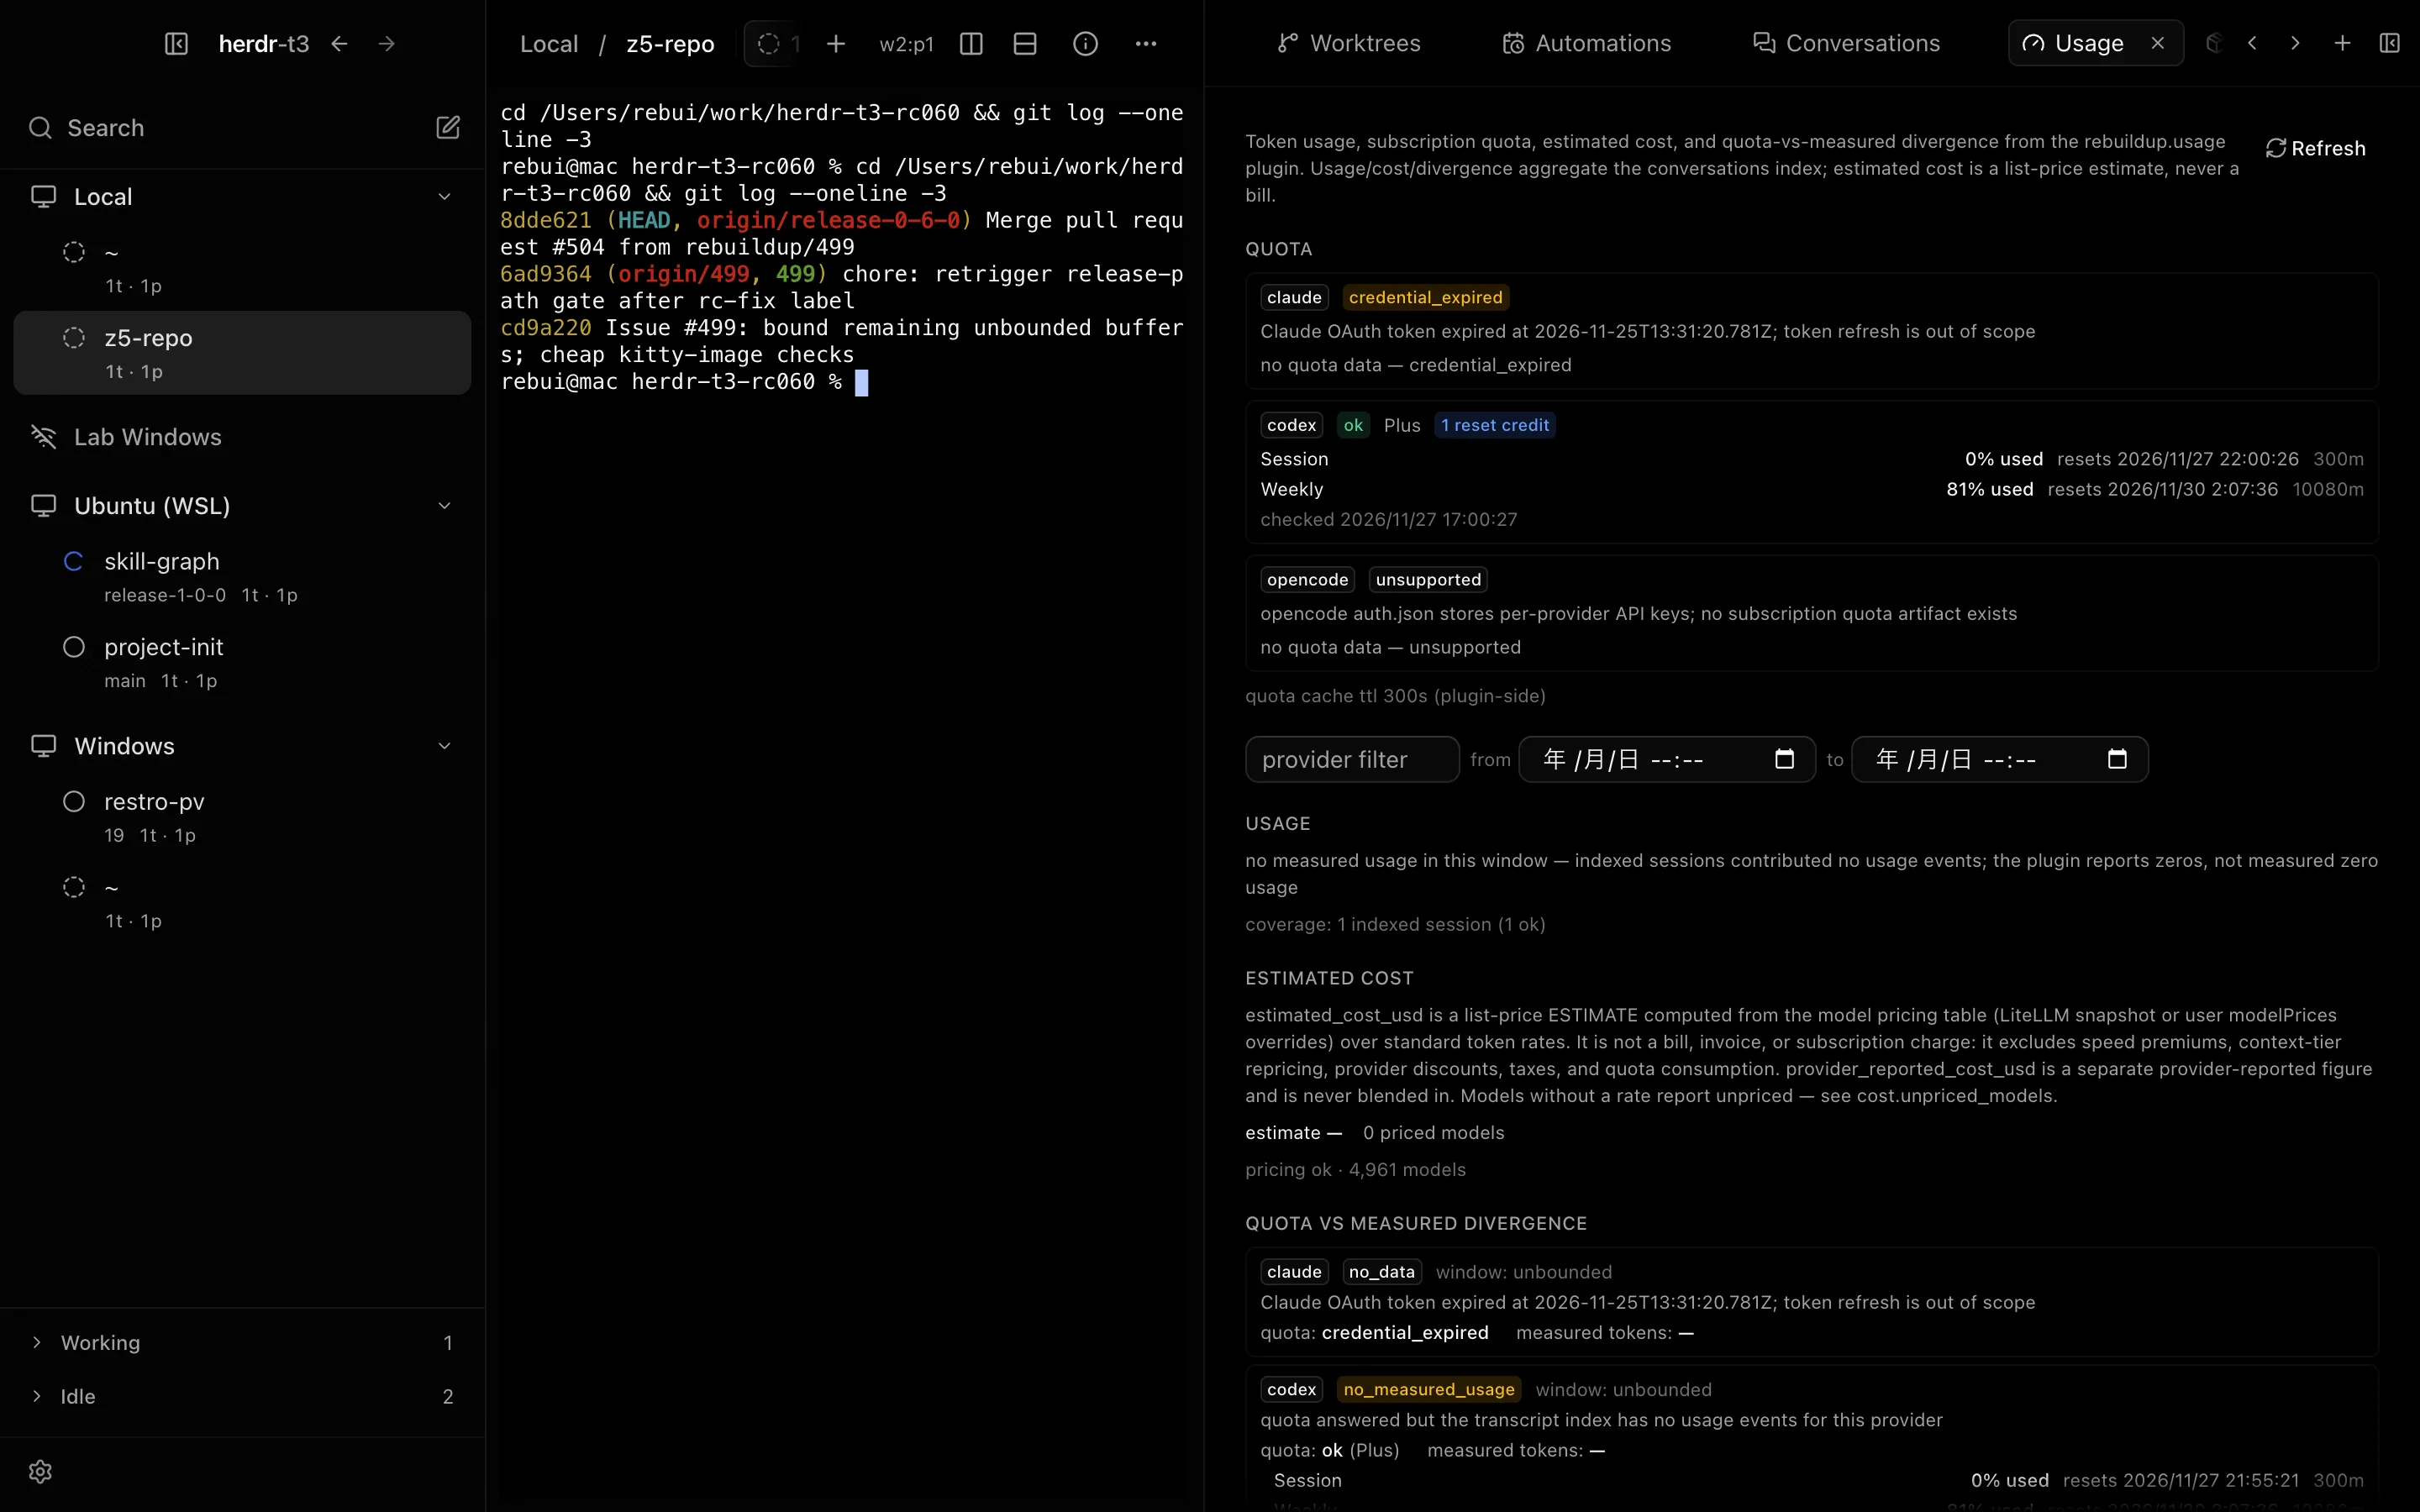 herdr-t3
Search
Local
~
1t · 1p
z5-repo
1t · 1p
Lab Windows
Ubuntu (WSL)
skill-graph
release-1-0-0 1t · 1p
project-init
main 1t · 1p
Windows
restro-pv
19 1t · 1p
~
1t · 1p
Working 1
Idle 2
Local / z5-repo 1 w2:p1
cd /Users/rebui/work/herdr-t3-rc060 && git log --one
line -3
rebui@mac herdr-t3-rc060 % cd /Users/rebui/work/herd
r-t3-rc060 && git log --oneline -3
8dde621 (HEAD, origin/release-0-6-0) Merge pull requ
est #504 from rebuildup/499
6ad9364 (origin/499, 499) chore: retrigger release-p
ath gate after rc-fix label
cd9a220 Issue #499: bound remaining unbounded buffer
s; cheap kitty-image checks
rebui@mac herdr-t3-rc060 %
Worktrees Automations Conversations Usage
Token usage, subscription quota, estimated cost, and quota-vs-measured divergence from the rebuildup.usage
plugin. Usage/cost/divergence aggregate the conversations index; estimated cost is a list-price estimate, never a
bill.
Refresh
QUOTA
claude credential_expired
Claude OAuth token expired at 2026-11-25T13:31:20.781Z; token refresh is out of scope
no quota data — credential_expired
codex ok Plus 1 reset credit
Session 0% used resets 2026/11/27 22:00:26 300m
Weekly 81% used resets 2026/11/30 2:07:36 10080m
checked 2026/11/27 17:00:27
opencode unsupported
opencode auth.json stores per-provider API keys; no subscription quota artifact exists
no quota data — unsupported
quota cache ttl 300s (plugin-side)
provider filter from 年 /月/日 --:-- to 年 /月/日 --:--
USAGE
no measured usage in this window — indexed sessions contributed no usage events; the plugin reports zeros, not measured zero
usage
coverage: 1 indexed session (1 ok)
ESTIMATED COST
estimated_cost_usd is a list-price ESTIMATE computed from the model pricing table (LiteLLM snapshot or user modelPrices
overrides) over standard token rates. It is not a bill, invoice, or subscription charge: it excludes speed premiums, context-tier
repricing, provider discounts, taxes, and quota consumption. provider_reported_cost_usd is a separate provider-reported figure
and is never blended in. Models without a rate report unpriced — see cost.unpriced_models.
estimate — 0 priced models
pricing ok · 4,961 models
QUOTA VS MEASURED DIVERGENCE
claude no_data window: unbounded
Claude OAuth token expired at 2026-11-25T13:31:20.781Z; token refresh is out of scope
quota: credential_expired measured tokens: —
codex no_measured_usage window: unbounded
quota answered but the transcript index has no usage events for this provider
quota: ok (Plus) measured tokens: —
Session 0% used resets 2026/11/27 21:55:21 300m